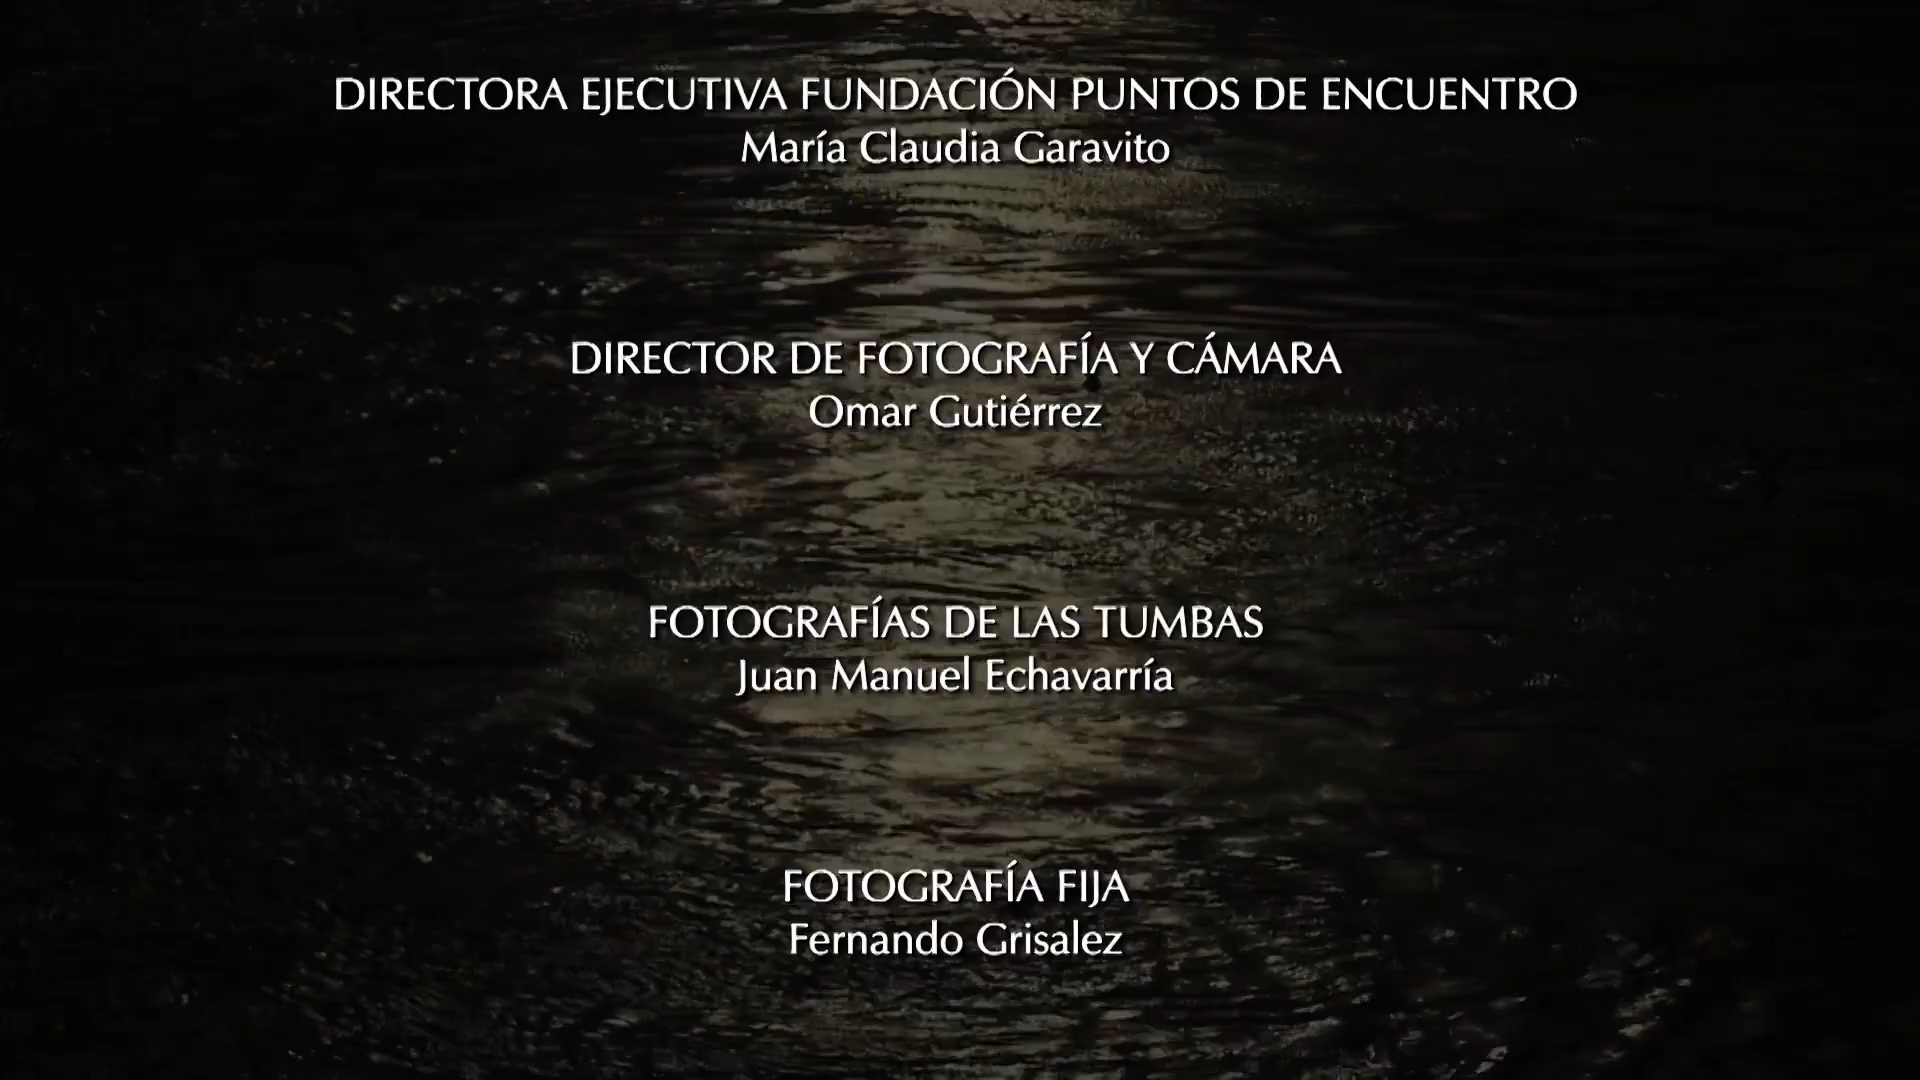 DIRECTORA EJECUTIVA FUNDACIÓN PUNTOS DE ENCUENTRO
María Claudia Garavito
DIRECTOR DE FOTOGRAFÍA Y CÁMARA
Omar Gutiérrez
FOTOGRAFÍAS DE LAS TUMBAS
Juan Manuel Echavarría
FOTOGRAFÍA FIJA
Fernando Grisalez